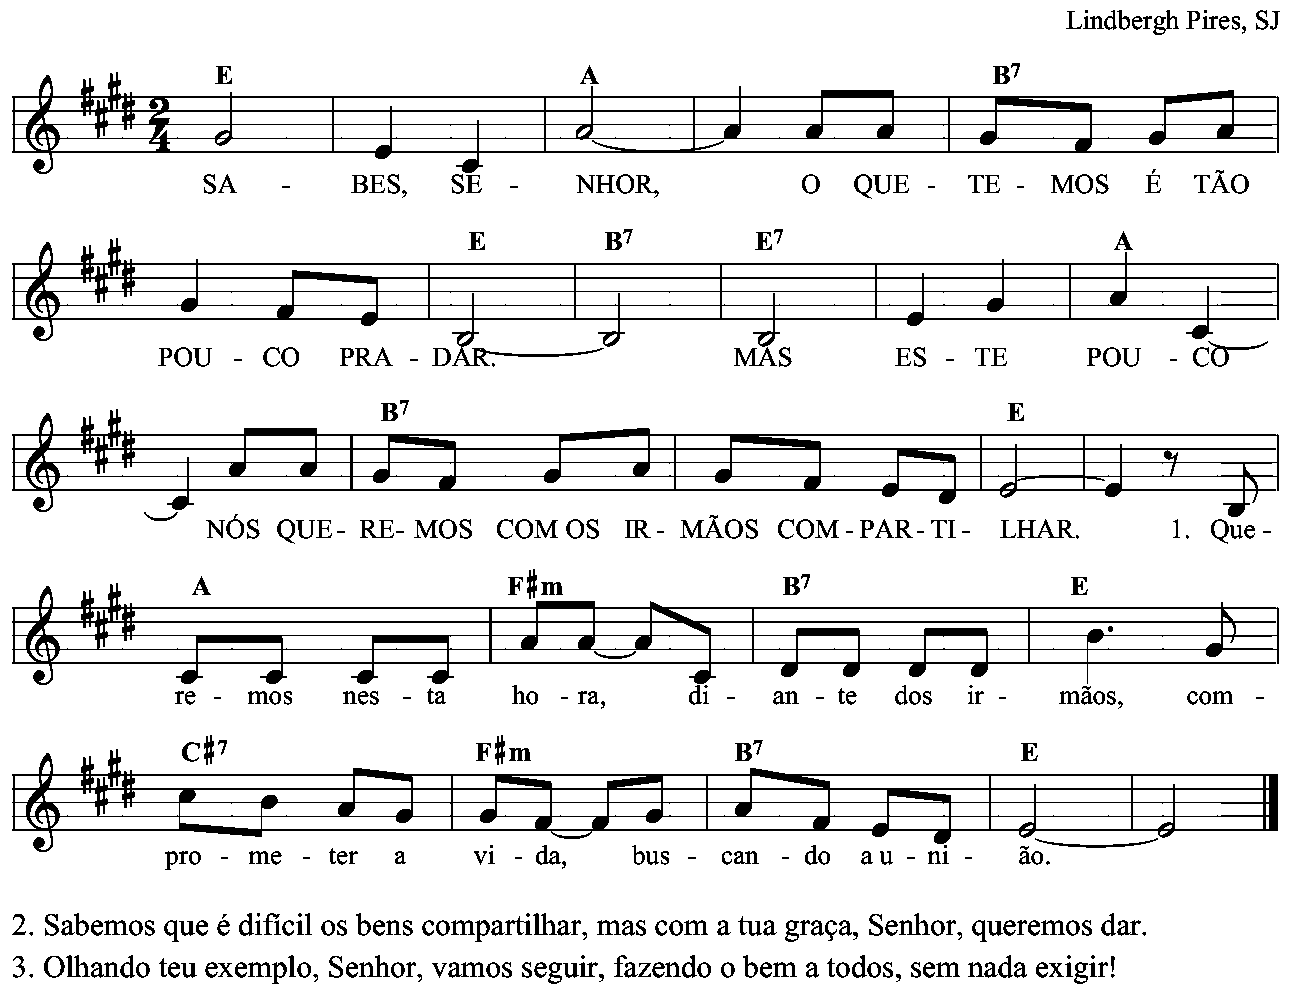 Lindbergh Pires, SJ
E A B7
2/4
SA - BES, SE - NHOR, O QUE - TE - MOS É TÃO
E B7 E7 A
POU - CO PRA - DAR. MAS ES - TE POU - CO
B7 E
NÓS QUE - RE - MOS COM OS IR - MÃOS COM - PAR - TI - LHAR. 1. Que -
A F#m B7 E
re - mos nes - ta ho - ra, di - an - te dos ir - mãos, com -
C#7 F#m B7 E
pro - me - ter a vi - da, bus - can - do a u - ni - ão.
2. Sabemos que é difícil os bens compartilhar, mas com a tua graça, Senhor, queremos dar.
3. Olhando teu exemplo, Senhor, vamos seguir, fazendo o bem a todos, sem nada exigir!